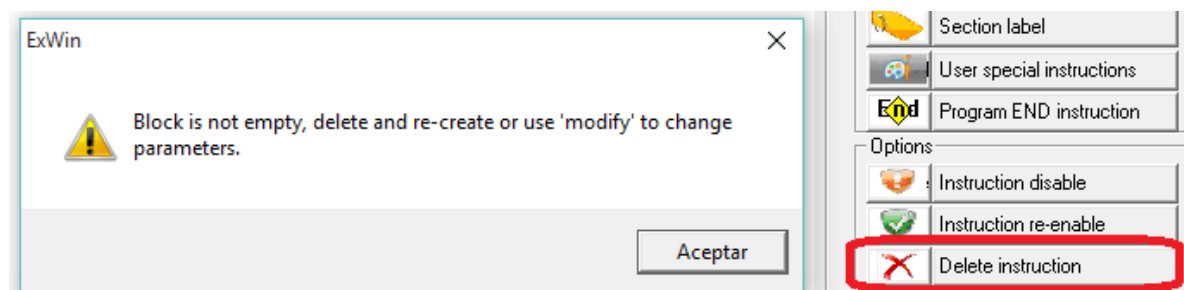 ExWin
Block is not empty, delete and re-create or use 'modify' to change
parameters.
Aceptar
Section label
User special instructions
End
Program END instruction
Options
Instruction disable
Instruction re-enable
Delete instruction